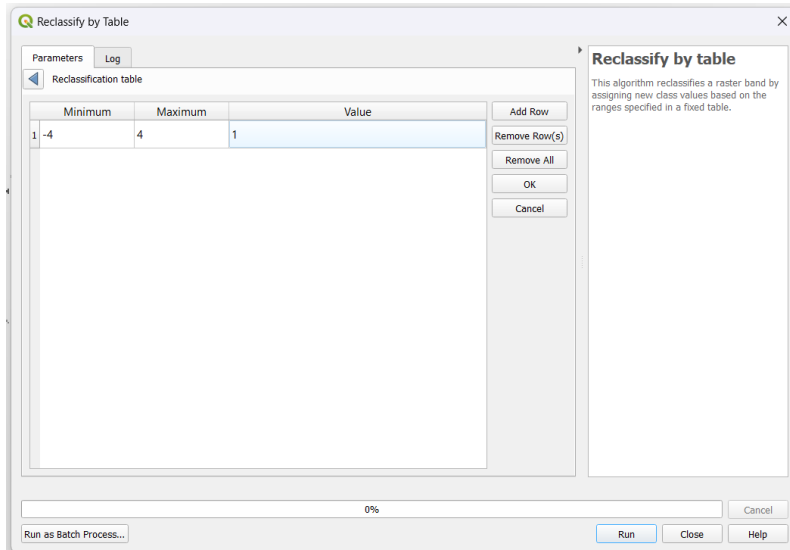 Reclassify by Table
Parameters Log
Reclassification table
Minimum Maximum Value
1 -4 4 1
Add Row
Remove Row(s)
Remove All
OK
Cancel
Reclassify by table
This algorithm reclassifies a raster band by
assigning new class values based on the
ranges specified in a fixed table.
0%
Cancel
Run as Batch Process...
Run Close Help